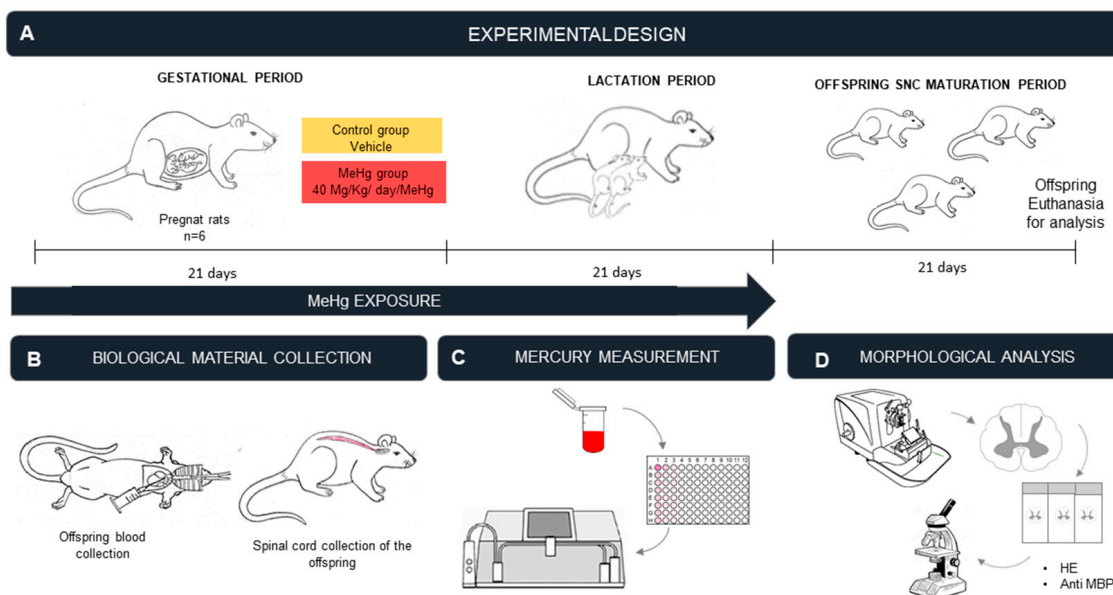 A
EXPERIMENTALDESIGN
GESTATIONAL PERIOD
LACTATION PERIOD
OFFSPRING SNC MATURATION PERIOD
Control group
Vehicle
MeHg group
40 Mg/Kg/ day/MeHg
Pregnat rats
n=6
Offspring
Euthanasia
for analysis
21 days
21 days
21 days
MeHg EXPOSURE
B
BIOLOGICAL MATERIAL COLLECTION
Offspring blood
collection
Spinal cord collection of the
offspring
C
MERCURY MEASUREMENT
1 2 3 4 5 6 7 8 9 10 11 12
A
B
C
D
E
F
G
H
D
MORPHOLOGICAL ANALYSIS
• HE
• Anti MBP